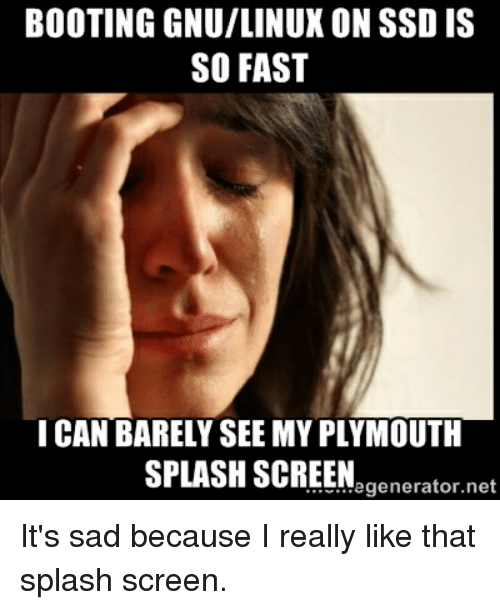 BOOTING GNU/LINUX ON SSD IS
SO FAST
I CAN BARELY SEE MY PLYMOUTH
SPLASH SCREEN
egenerator.net
It's sad because I really like that
splash screen.